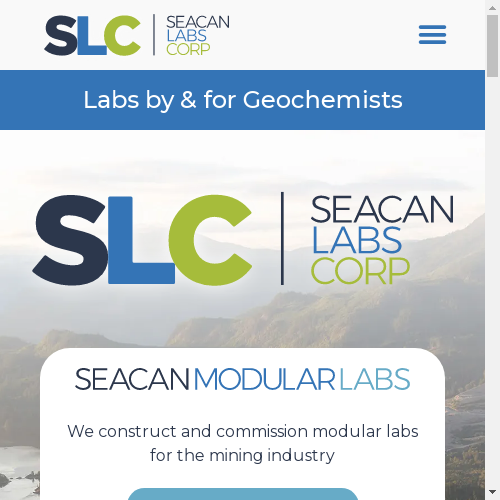 SLC
SEACAN
LABS
CORP
Labs by & for Geochemists
SLC
SEACAN
LABS
CORP
SEACAN MODULAR LABS
We construct and commission modular labs
for the mining industry